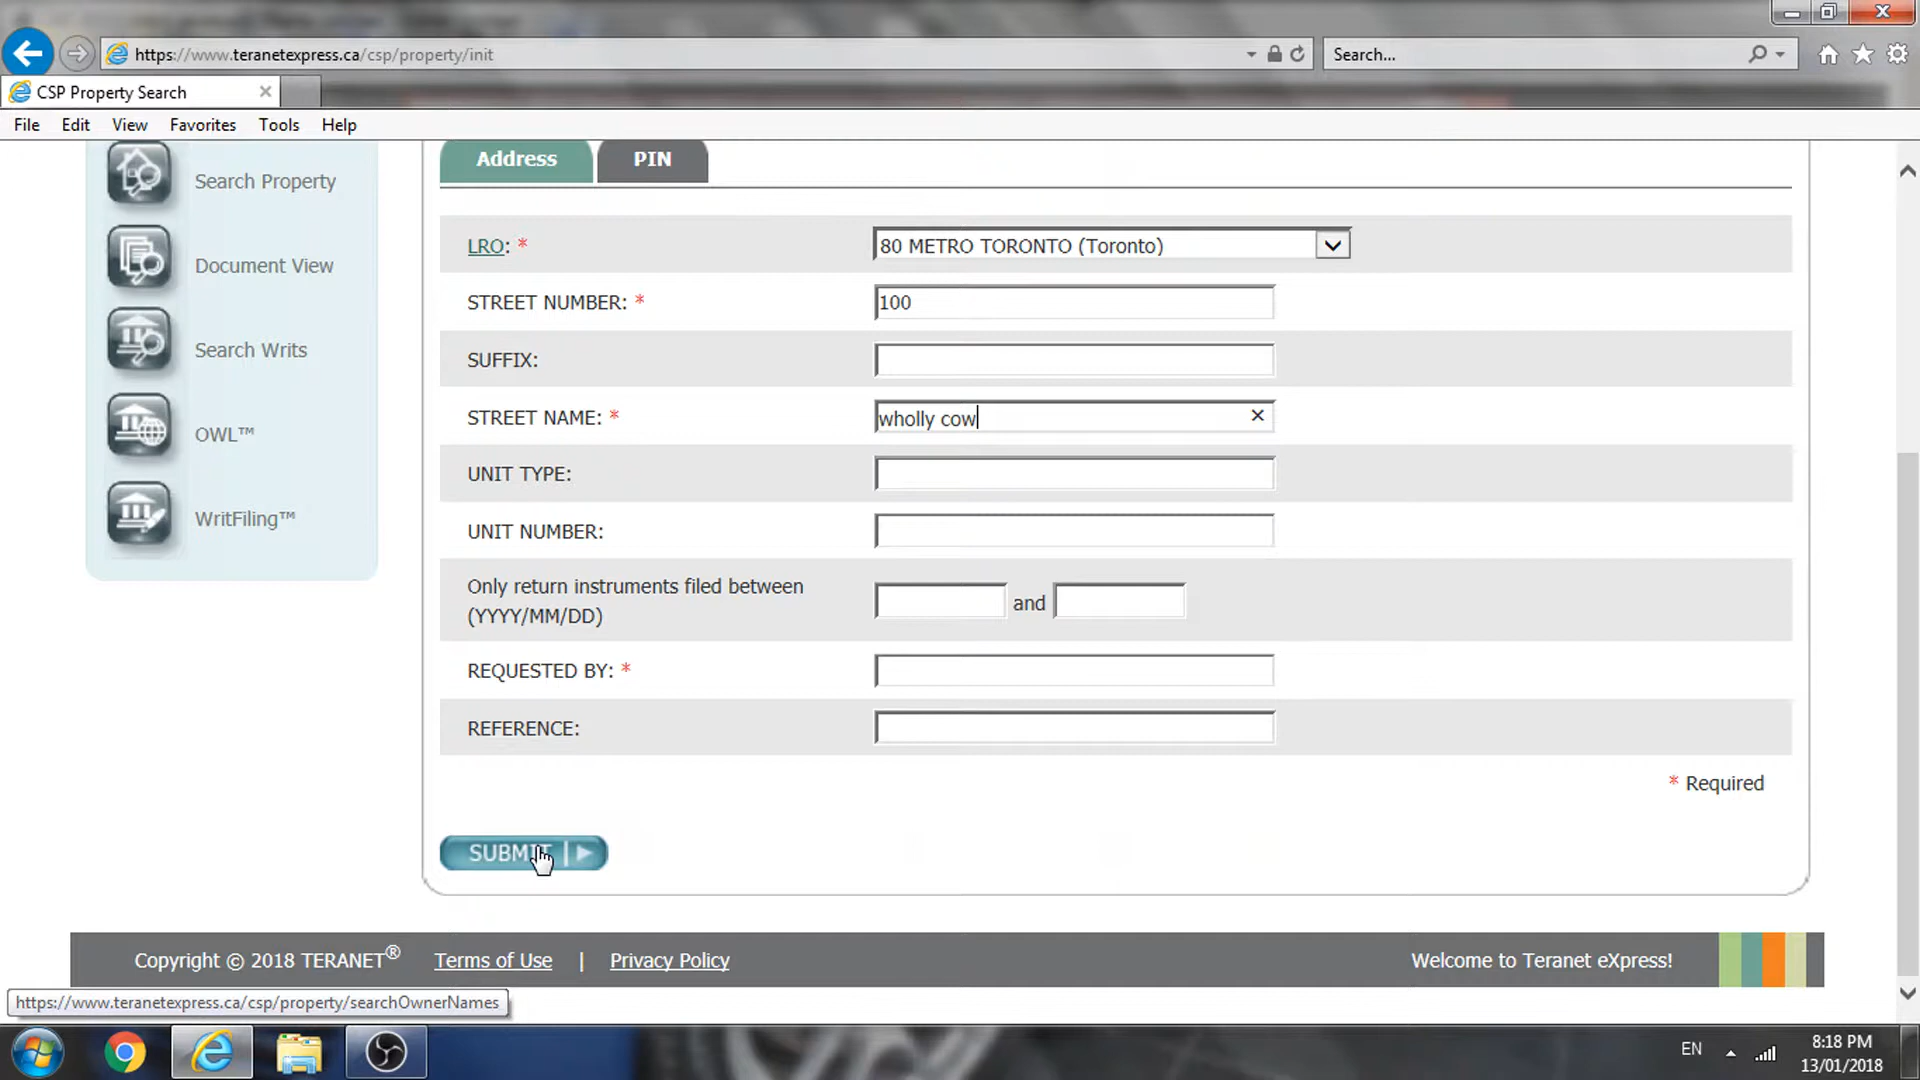 https://www.teranetexpress.ca/csp/property/init
Search...
CSP Property Search
File Edit View Favorites Tools Help
Search Property
Document View
Search Writs
OWL™
WritFiling™
Address PIN
LRO: * 80 METRO TORONTO (Toronto)
STREET NUMBER: * 100
SUFFIX:
STREET NAME: * wholly cow
UNIT TYPE:
UNIT NUMBER:
Only return instruments filed between and
(YYYY/MM/DD)
REQUESTED BY: *
REFERENCE:
* Required
SUBMIT
Copyright © 2018 TERANET® Terms of Use | Privacy Policy Welcome to Teranet eXpress!
https://www.teranetexpress.ca/csp/property/searchOwnerNames
EN 8:18 PM
13/01/2018